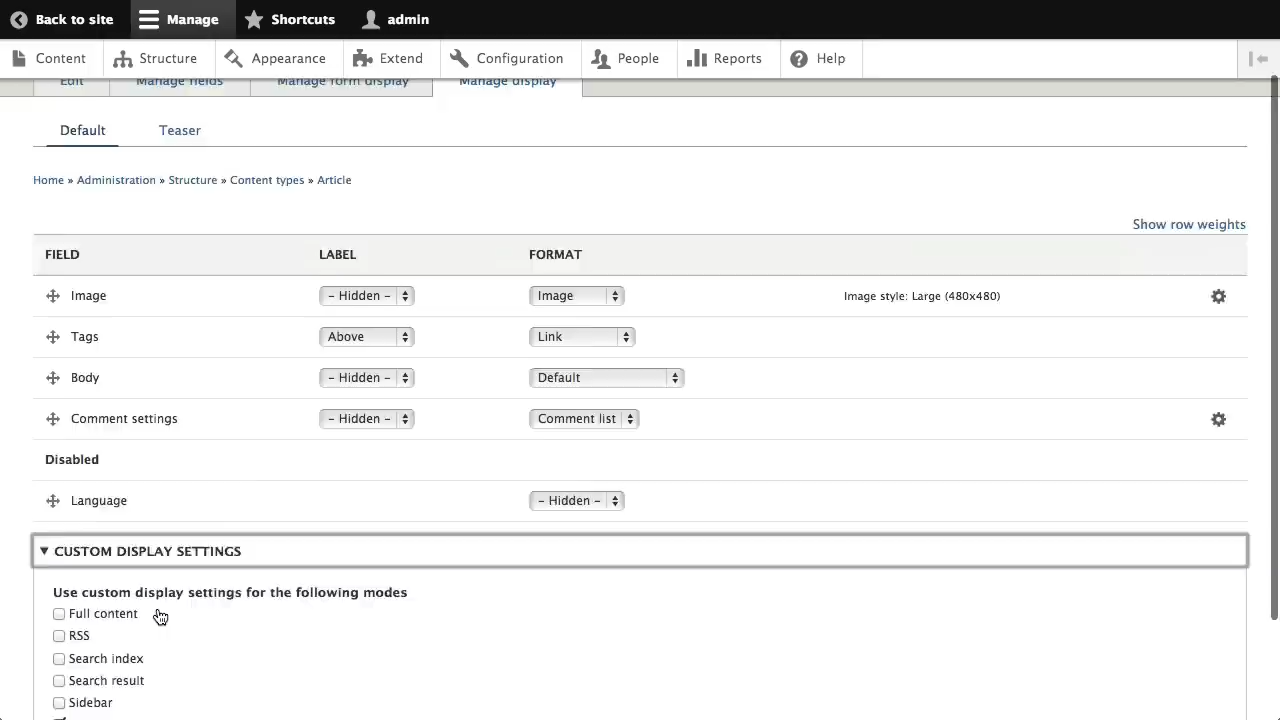 Back to site Manage Shortcuts admin
Content Structure Appearance Extend Configuration People Reports Help
Edit Manage fields Manage form display Manage display
Default Teaser
Home » Administration » Structure » Content types » Article
Show row weights
FIELD LABEL FORMAT
Image - Hidden - Image Image style: Large (480x480)
Tags Above Link
Body - Hidden - Default
Comment settings - Hidden - Comment list
Disabled
Language - Hidden -
CUSTOM DISPLAY SETTINGS
Use custom display settings for the following modes
Full content
RSS
Search index
Search result
Sidebar